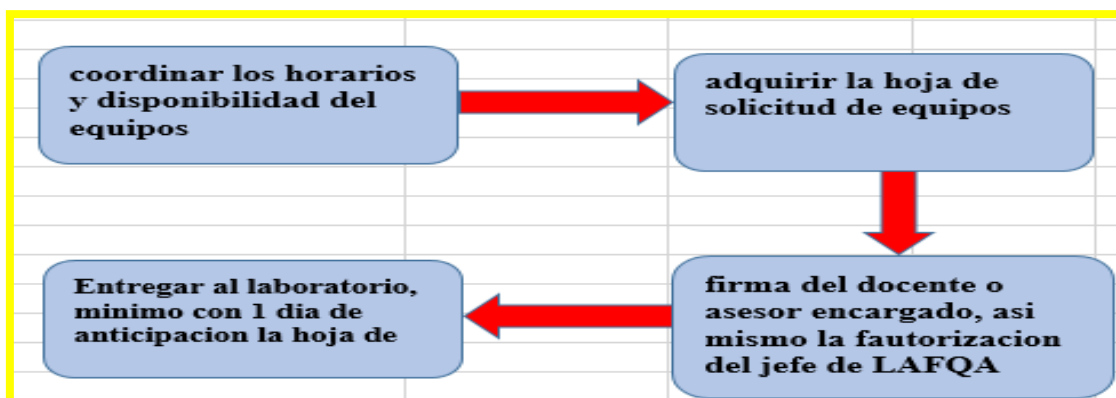 coordinar los horarios
y disponibilidad del
equipos
adquirir la hoja de
solicitud de equipos
firma del docente o
asesor encargado, asi
mismo la fautorizacion
del jefe de LAFQA
Entregar al laboratorio,
minimo con 1 dia de
anticipacion la hoja de